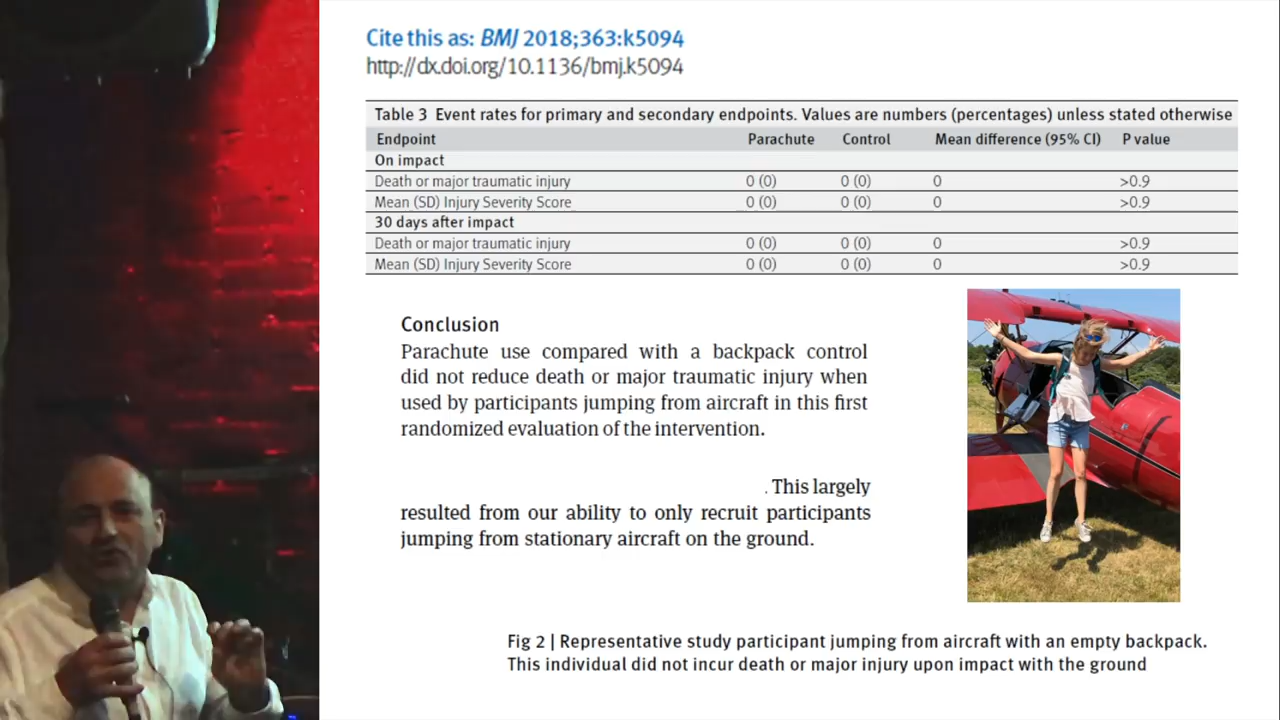 Cite this as: BMJ 2018;363:k5094
http://dx.doi.org/10.1136/bmj.k5094
Table 3 Event rates for primary and secondary endpoints. Values are numbers (percentages) unless stated otherwise
Endpoint Parachute Control Mean difference (95% CI) P value
On impact
Death or major traumatic injury 0 (0) 0 (0) 0 >0.9
Mean (SD) Injury Severity Score 0 (0) 0 (0) 0 >0.9
30 days after impact
Death or major traumatic injury 0 (0) 0 (0) 0 >0.9
Mean (SD) Injury Severity Score 0 (0) 0 (0) 0 >0.9
Conclusion
Parachute use compared with a backpack control
did not reduce death or major traumatic injury when
used by participants jumping from aircraft in this first
randomized evaluation of the intervention.
. This largely
resulted from our ability to only recruit participants
jumping from stationary aircraft on the ground.
Fig 2 | Representative study participant jumping from aircraft with an empty backpack.
This individual did not incur death or major injury upon impact with the ground